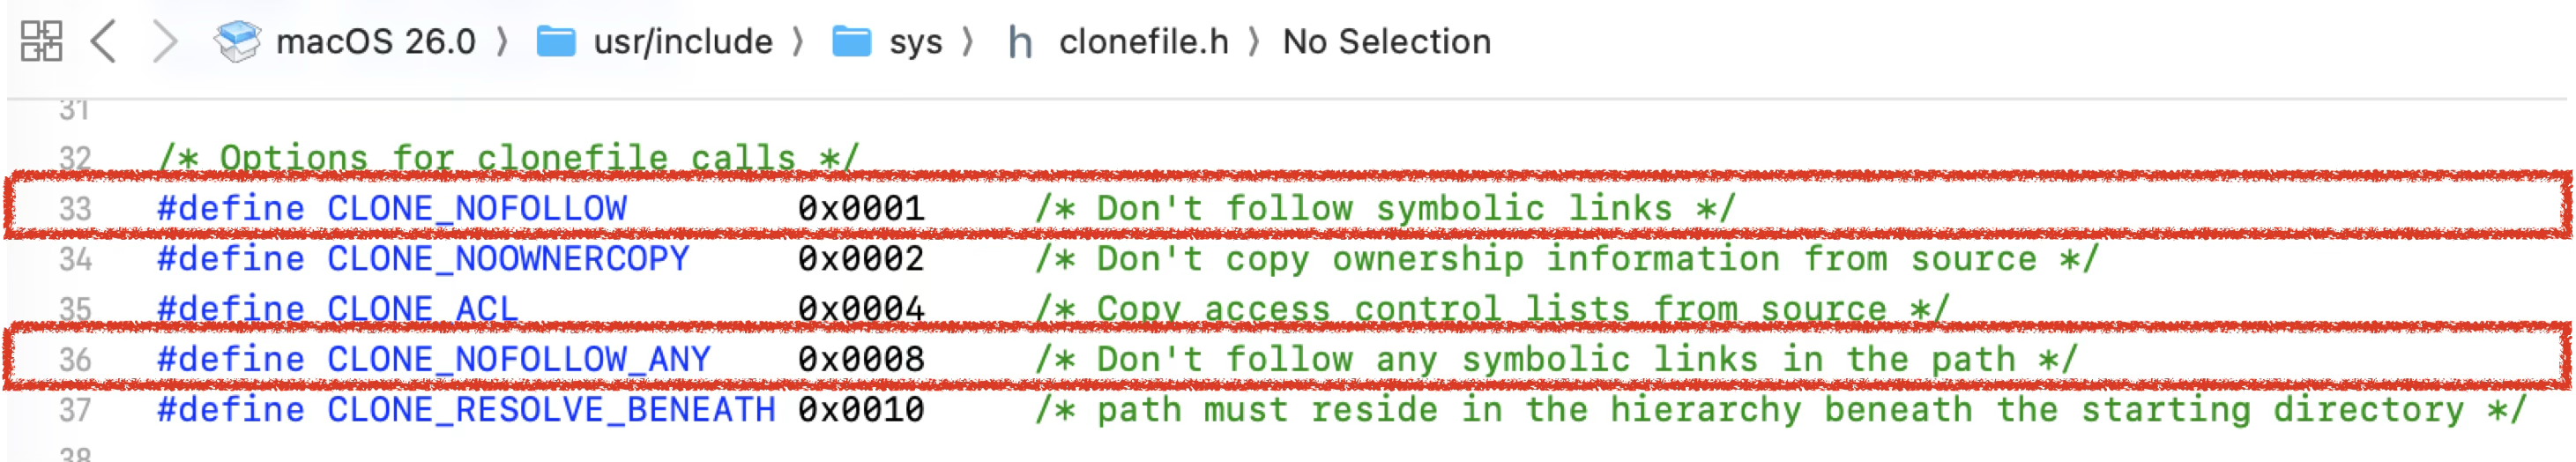 macOS 26.0 〉 usr/include 〉 sys 〉 h clonefile.h 〉 No Selection
31
32 /* Options for clonefile calls */
33 #define CLONE_NOFOLLOW 0x0001 /* Don't follow symbolic links */
34 #define CLONE_NOOWNERCOPY 0x0002 /* Don't copy ownership information from source */
35 #define CLONE_ACL 0x0004 /* Copy access control lists from source */
36 #define CLONE_NOFOLLOW_ANY 0x0008 /* Don't follow any symbolic links in the path */
37 #define CLONE_RESOLVE_BENEATH 0x0010 /* path must reside in the hierarchy beneath the starting directory */
38